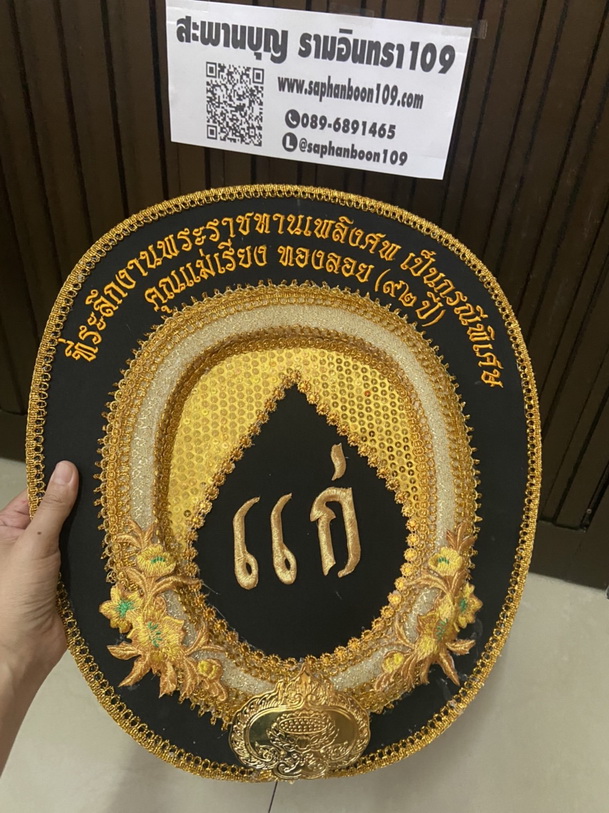 สะพานบุญ รามอินทรา109
www.saphanboon109.com
089-6891465
@saphanboon109
ที่ระลึกงานพระราชทานเพลิงศพ เป็นกรณีพิเศษ
คุณแม่เรียง ทองลอย (๙๒ ปี)
แก่